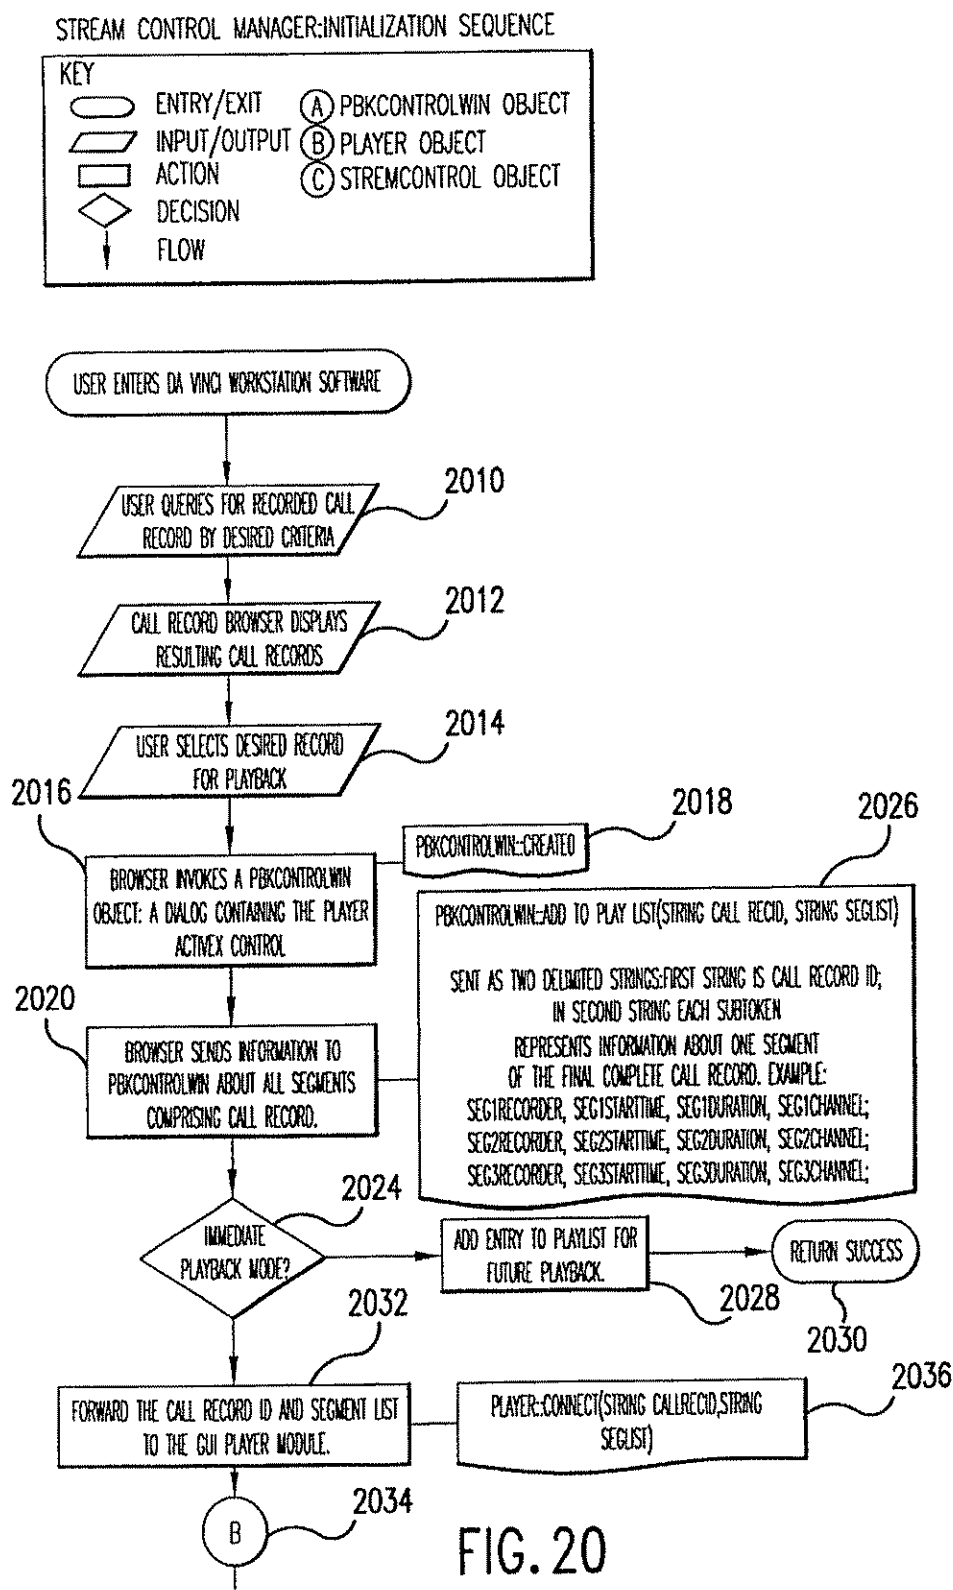 STREAM CONTROL MANAGER:INITIALIZATION SEQUENCE
KEY
ENTRY/EXIT
INPUT/OUTPUT
ACTION
DECISION
FLOW
A PBKCONTROLWIN OBJECT
B PLAYER OBJECT
C STREMCONTROL OBJECT
USER ENTERS DA VINCI WORKSTATION SOFTWARE
2010
USER QUERIES FOR RECORDED CALL
RECORD BY DESIRED CRITERIA
2012
CALL RECORD BROWSER DISPLAYS
RESULTING CALL RECORDS
2014
USER SELECTS DESIRED RECORD
FOR PLAYBACK
2016
BROWSER INVOKES A PBKCONTROLWIN
OBJECT: A DIALOG CONTAINING THE PLAYER
ACTIVEX CONTROL
2018
PBKCONTROLWIN::CREATED
2026
PBKCONTROLWIN::ADD TO PLAY LIST(STRING CALL RECID, STRING SEGLIST)
SENT AS TWO DELIMITED STRINGS:FIRST STRING IS CALL RECORD ID;
IN SECOND STRING EACH SUBTOKEN
REPRESENTS INFORMATION ABOUT ONE SEGMENT
OF THE FINAL COMPLETE CALL RECORD. EXAMPLE:
SEG1RECORDER, SEG1STARTTIME, SEG1DURATION, SEG1CHANNEL;
SEG2RECORDER, SEG2STARTTIME, SEG2DURATION, SEG2CHANNEL;
SEG3RECORDER, SEG3STARTTIME, SEG3DURATION, SEG3CHANNEL;
2020
BROWSER SENDS INFORMATION TO
PBKCONTROLWIN ABOUT ALL SEGMENTS
COMPRISING CALL RECORD.
2024
IMMEDIATE
PLAYBACK MODE?
ADD ENTRY TO PLAYLIST FOR
FUTURE PLAYBACK.
2028
RETURN SUCCESS
2030
2032
FORWARD THE CALL RECORD ID AND SEGMENT LIST
TO THE GUI PLAYER MODULE.
2036
PLAYER::CONNECT(STRING CALLRECID,STRING
SEGLIST)
B
2034
FIG. 20